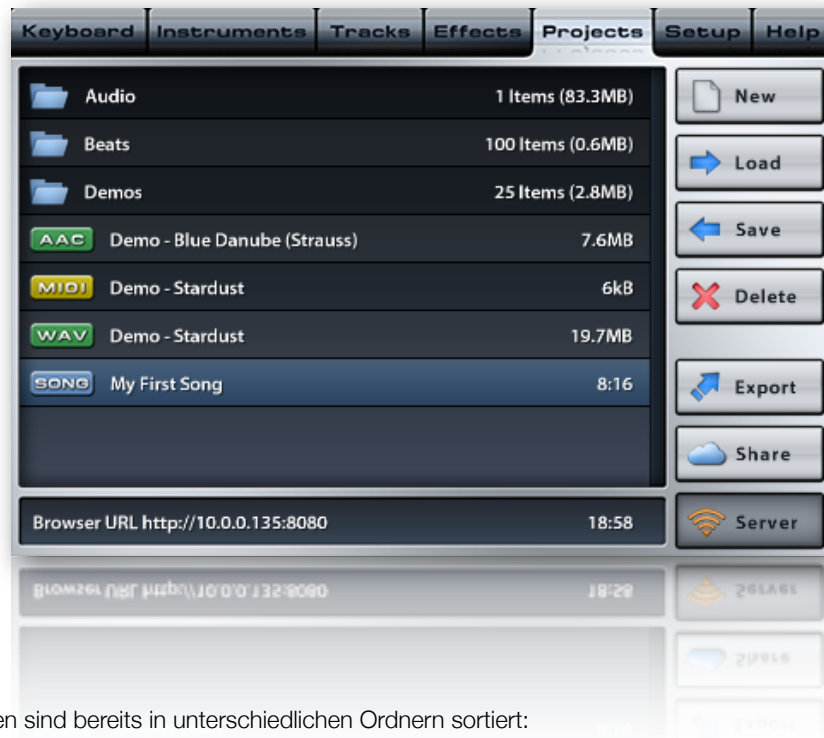 Keyboard Instruments Tracks Effects Projects Setup Help
Audio 1 Items (83.3MB)
New
Beats 100 Items (0.6MB)
Load
Demos 25 Items (2.8MB)
AAC Demo - Blue Danube (Strauss) 7.6MB
Save
MIDI Demo - Stardust 6kB
Delete
WAV Demo - Stardust 19.7MB
SONG My First Song 8:16
Export
Share
Browser URL http://10.0.0.135:8080 18:58
Server
sind bereits in unterschiedlichen Ordnern sortiert: